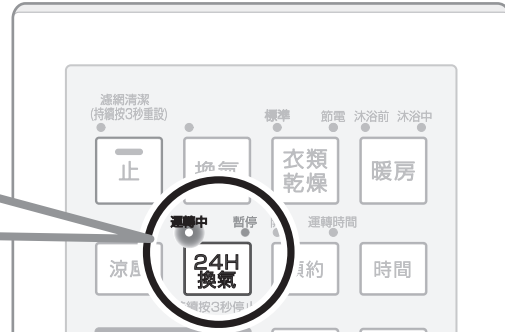 濾網清潔
(持續按3秒重設)
標準 節電 沐浴前 沐浴中
止 換氣 衣類 暖房
乾燥
運轉中 暫停 運轉時間
涼風 24H 預約 時間
換氣
持續按3秒停止